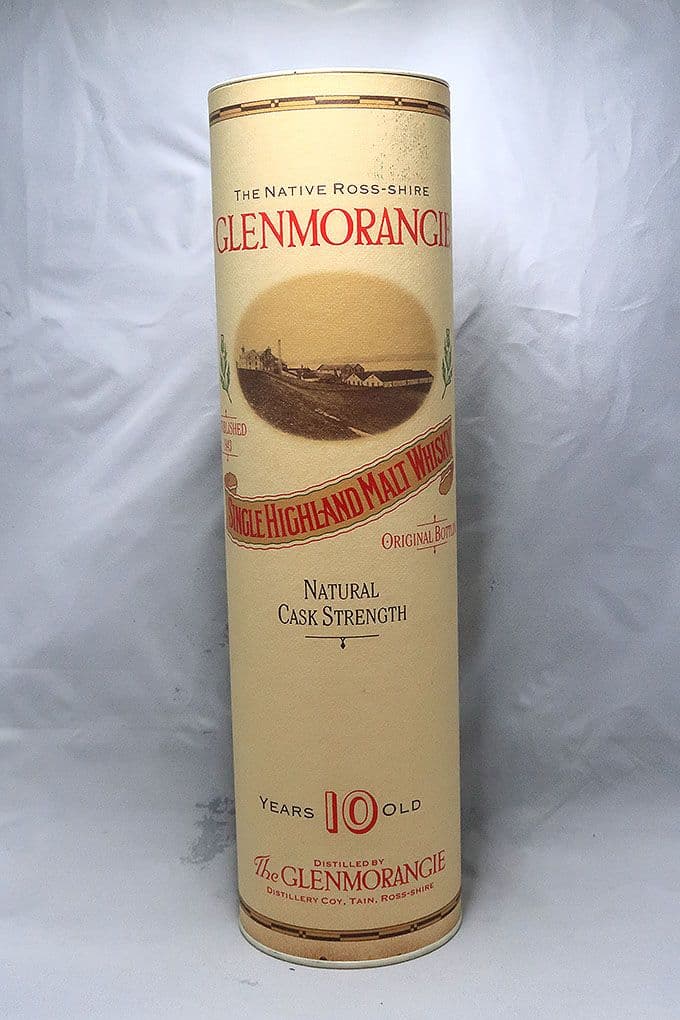 THE NATIVE ROSS-SHIRE
GLENMORANGIE
SINGLE HIGHLAND MALT WHISKY
ORIGINAL
NATURAL
CASK STRENGTH
YEARS 10 OLD
DISTILLED BY
The GLENMORANGIE
DISTILLERY COY, TAIN, ROSS-SHIRE